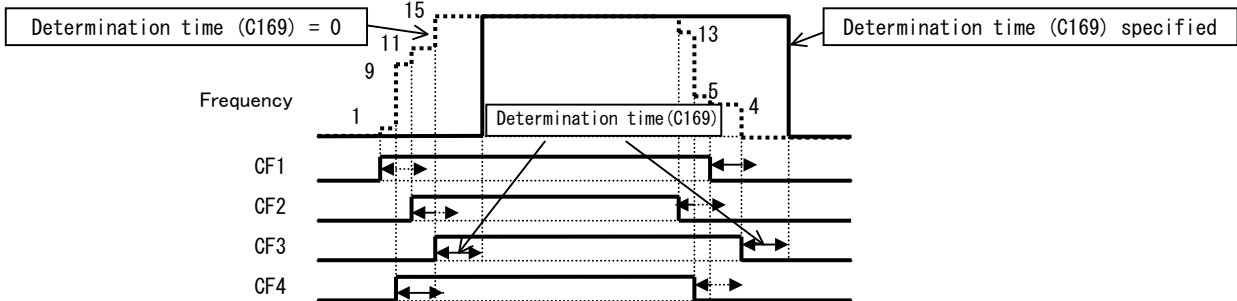 Determination time (C169) = 0
15
Determination time (C169) specified
11
13
9
Frequency
5
4
1
Determination time(C169)
CF1
CF2
CF3
CF4